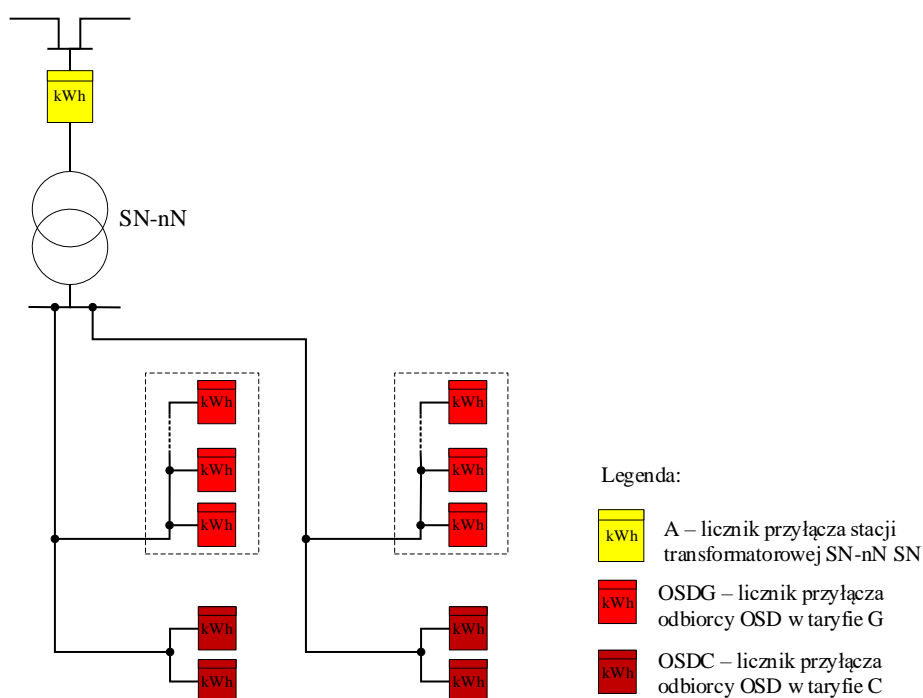 kWh
SN-nN
kWh
kWh
kWh
kWh
kWh
kWh
kWh
kWh
kWh
kWh
Legenda:
kWh
A – licznik przyłącza stacji
transformatorowej SN-nN SN
kWh
OSDG – licznik przyłącza
odbiorcy OSD w taryfie G
kWh
OSDC – licznik przyłącza
odbiorcy OSD w taryfie C